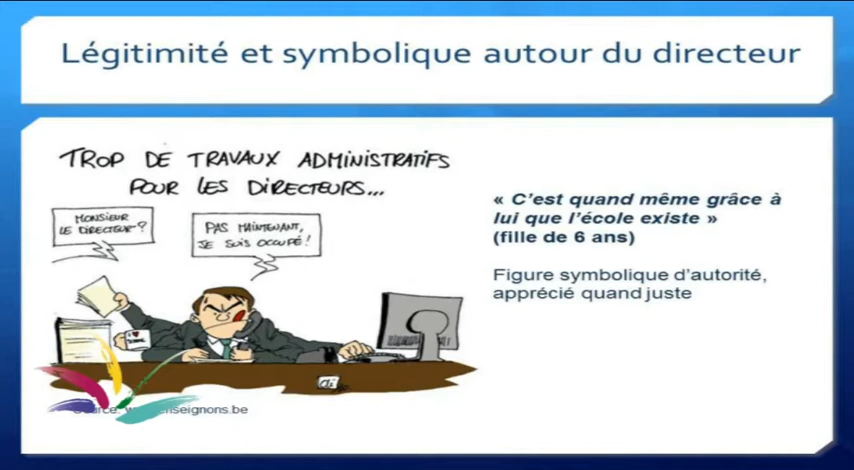 Légitimité et symbolique autour du directeur
TROP DE TRAVAUX ADMINISTRATIFS
POUR LES DIRECTEURS...
MONSIEUR
LE DIRECTEUR?
PAS MAINTENANT,
JE SUIS OCCUPÉ!
« C'est quand même grâce à
lui que l'école existe »
(fille de 6 ans)
Figure symbolique d'autorité,
apprécié quand juste